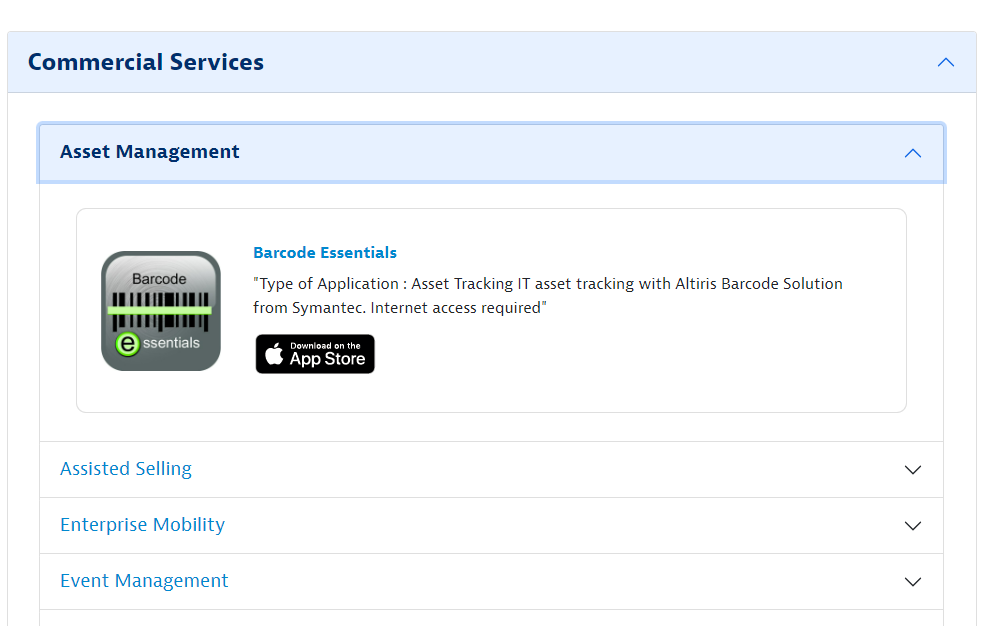 Commercial Services
Asset Management
Barcode
essentials
Barcode Essentials
"Type of Application : Asset Tracking IT asset tracking with Altiris Barcode Solution
from Symantec. Internet access required"
Download on the
App Store
Assisted Selling
Enterprise Mobility
Event Management